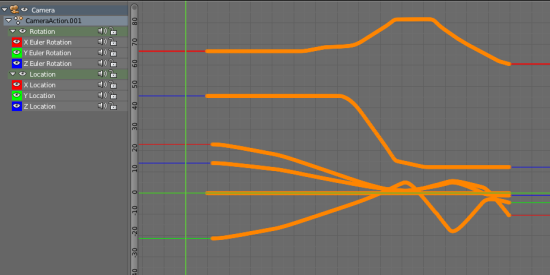 Camera
CameraAction.001
Rotation
X Euler Rotation
Y Euler Rotation
Z Euler Rotation
Location
X Location
Y Location
Z Location
80
70
60
50
40
30
20
10
0
-10
-20
-30